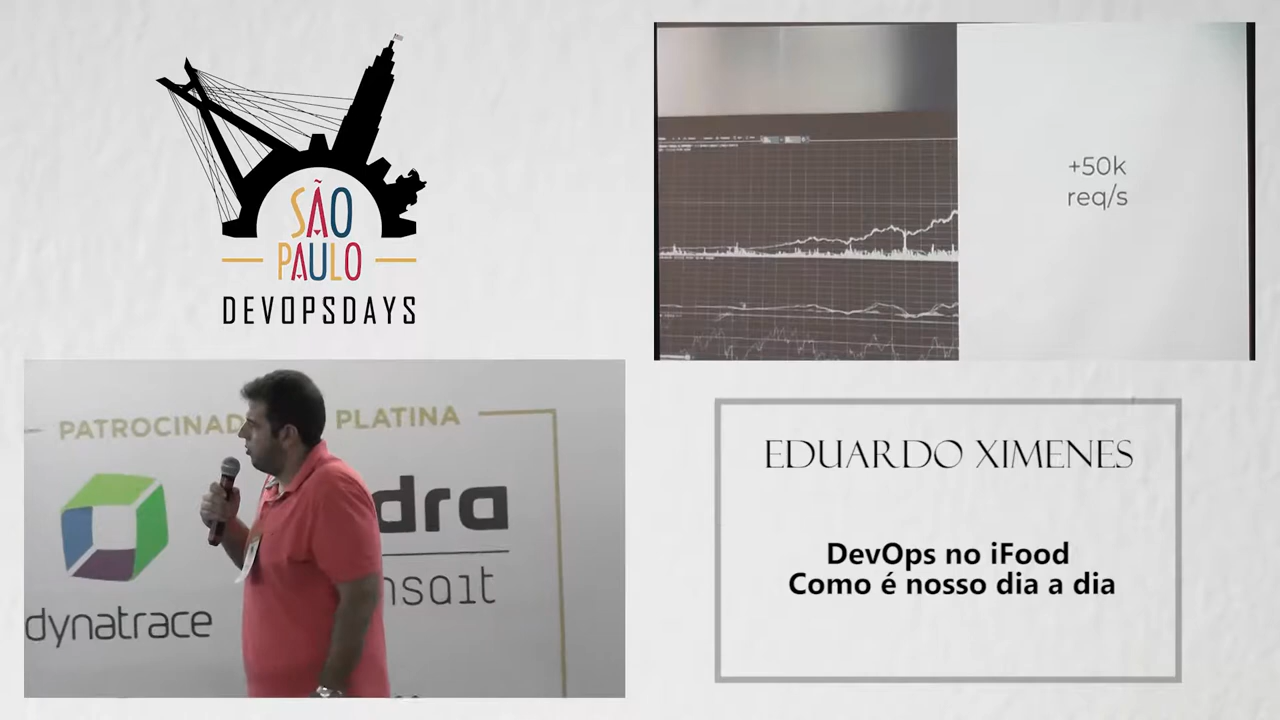 SÃO
PAULO
DEVOPSDAYS
+50k
req/s
PATROCINAD
PLATINA
dynatrace
dra
nsait
EDUARDO XIMENES
DevOps no iFood
Como é nosso dia a dia